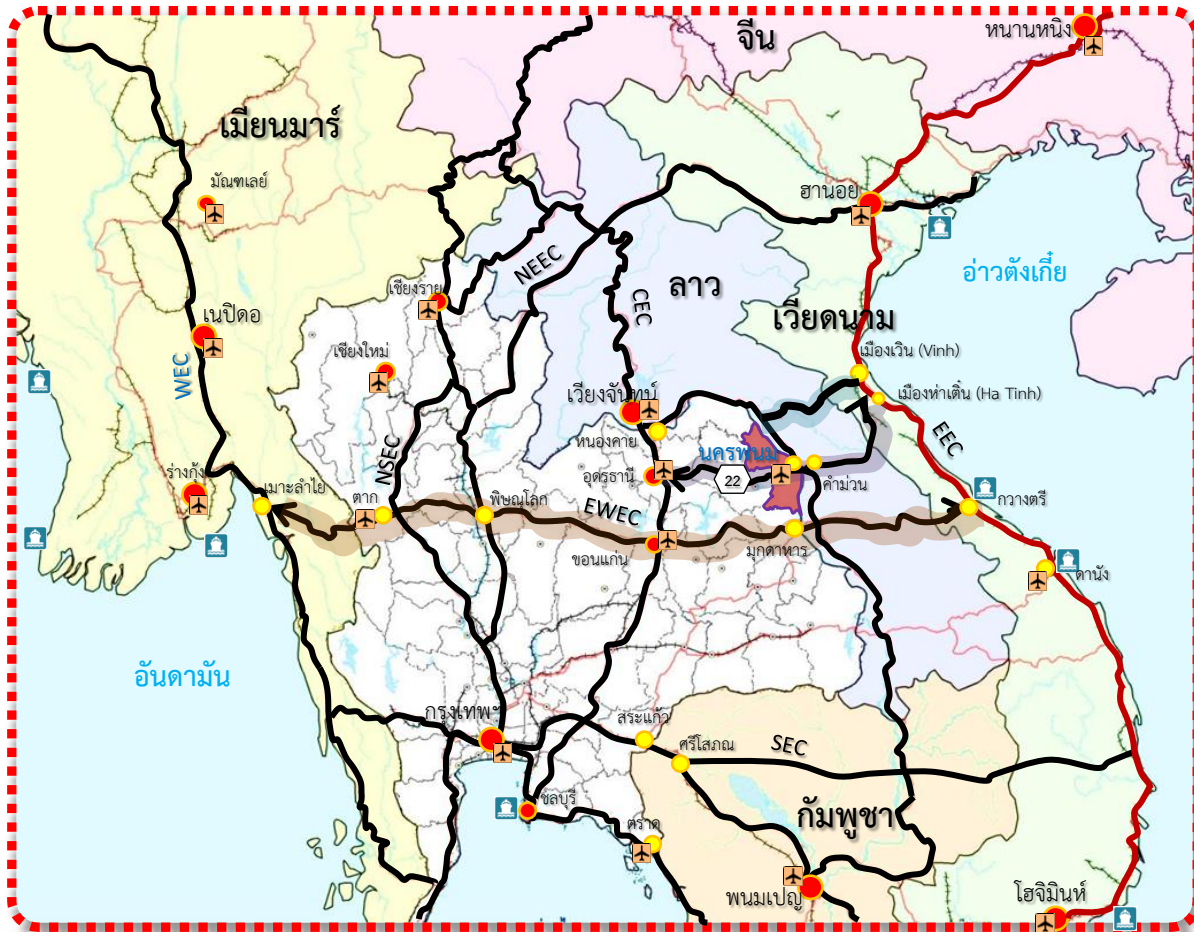 จีน
หนานหนิง
เมียนมาร์
มัณฑเลย์
ฮานอย
อ่าวตังเกี๋ย
NEEC
ลาว
เชียงราย
CEC
เวียดนาม
เนปิดอ
เชียงใหม่
เมืองเวิน (Vinh)
WEC
เวียงจันทน์
เมืองห่าเติ๋น (Ha Tinh)
EEC
หนองคาย
นครพนม
NSEC
ร่างกุ้ง
อุดรธานี
22
คำม่วน
เมาะลำไย
ตาก
พิษณุโลก
EWEC
กวางตรี
ขอนแก่น
มุกดาหาร
ดานัง
อันดามัน
กรุงเทพฯ
สระแก้ว
ศรีโสภณ
SEC
ชลบุรี
ตราด
กัมพูชา
พนมเปญ
โฮจิมินห์